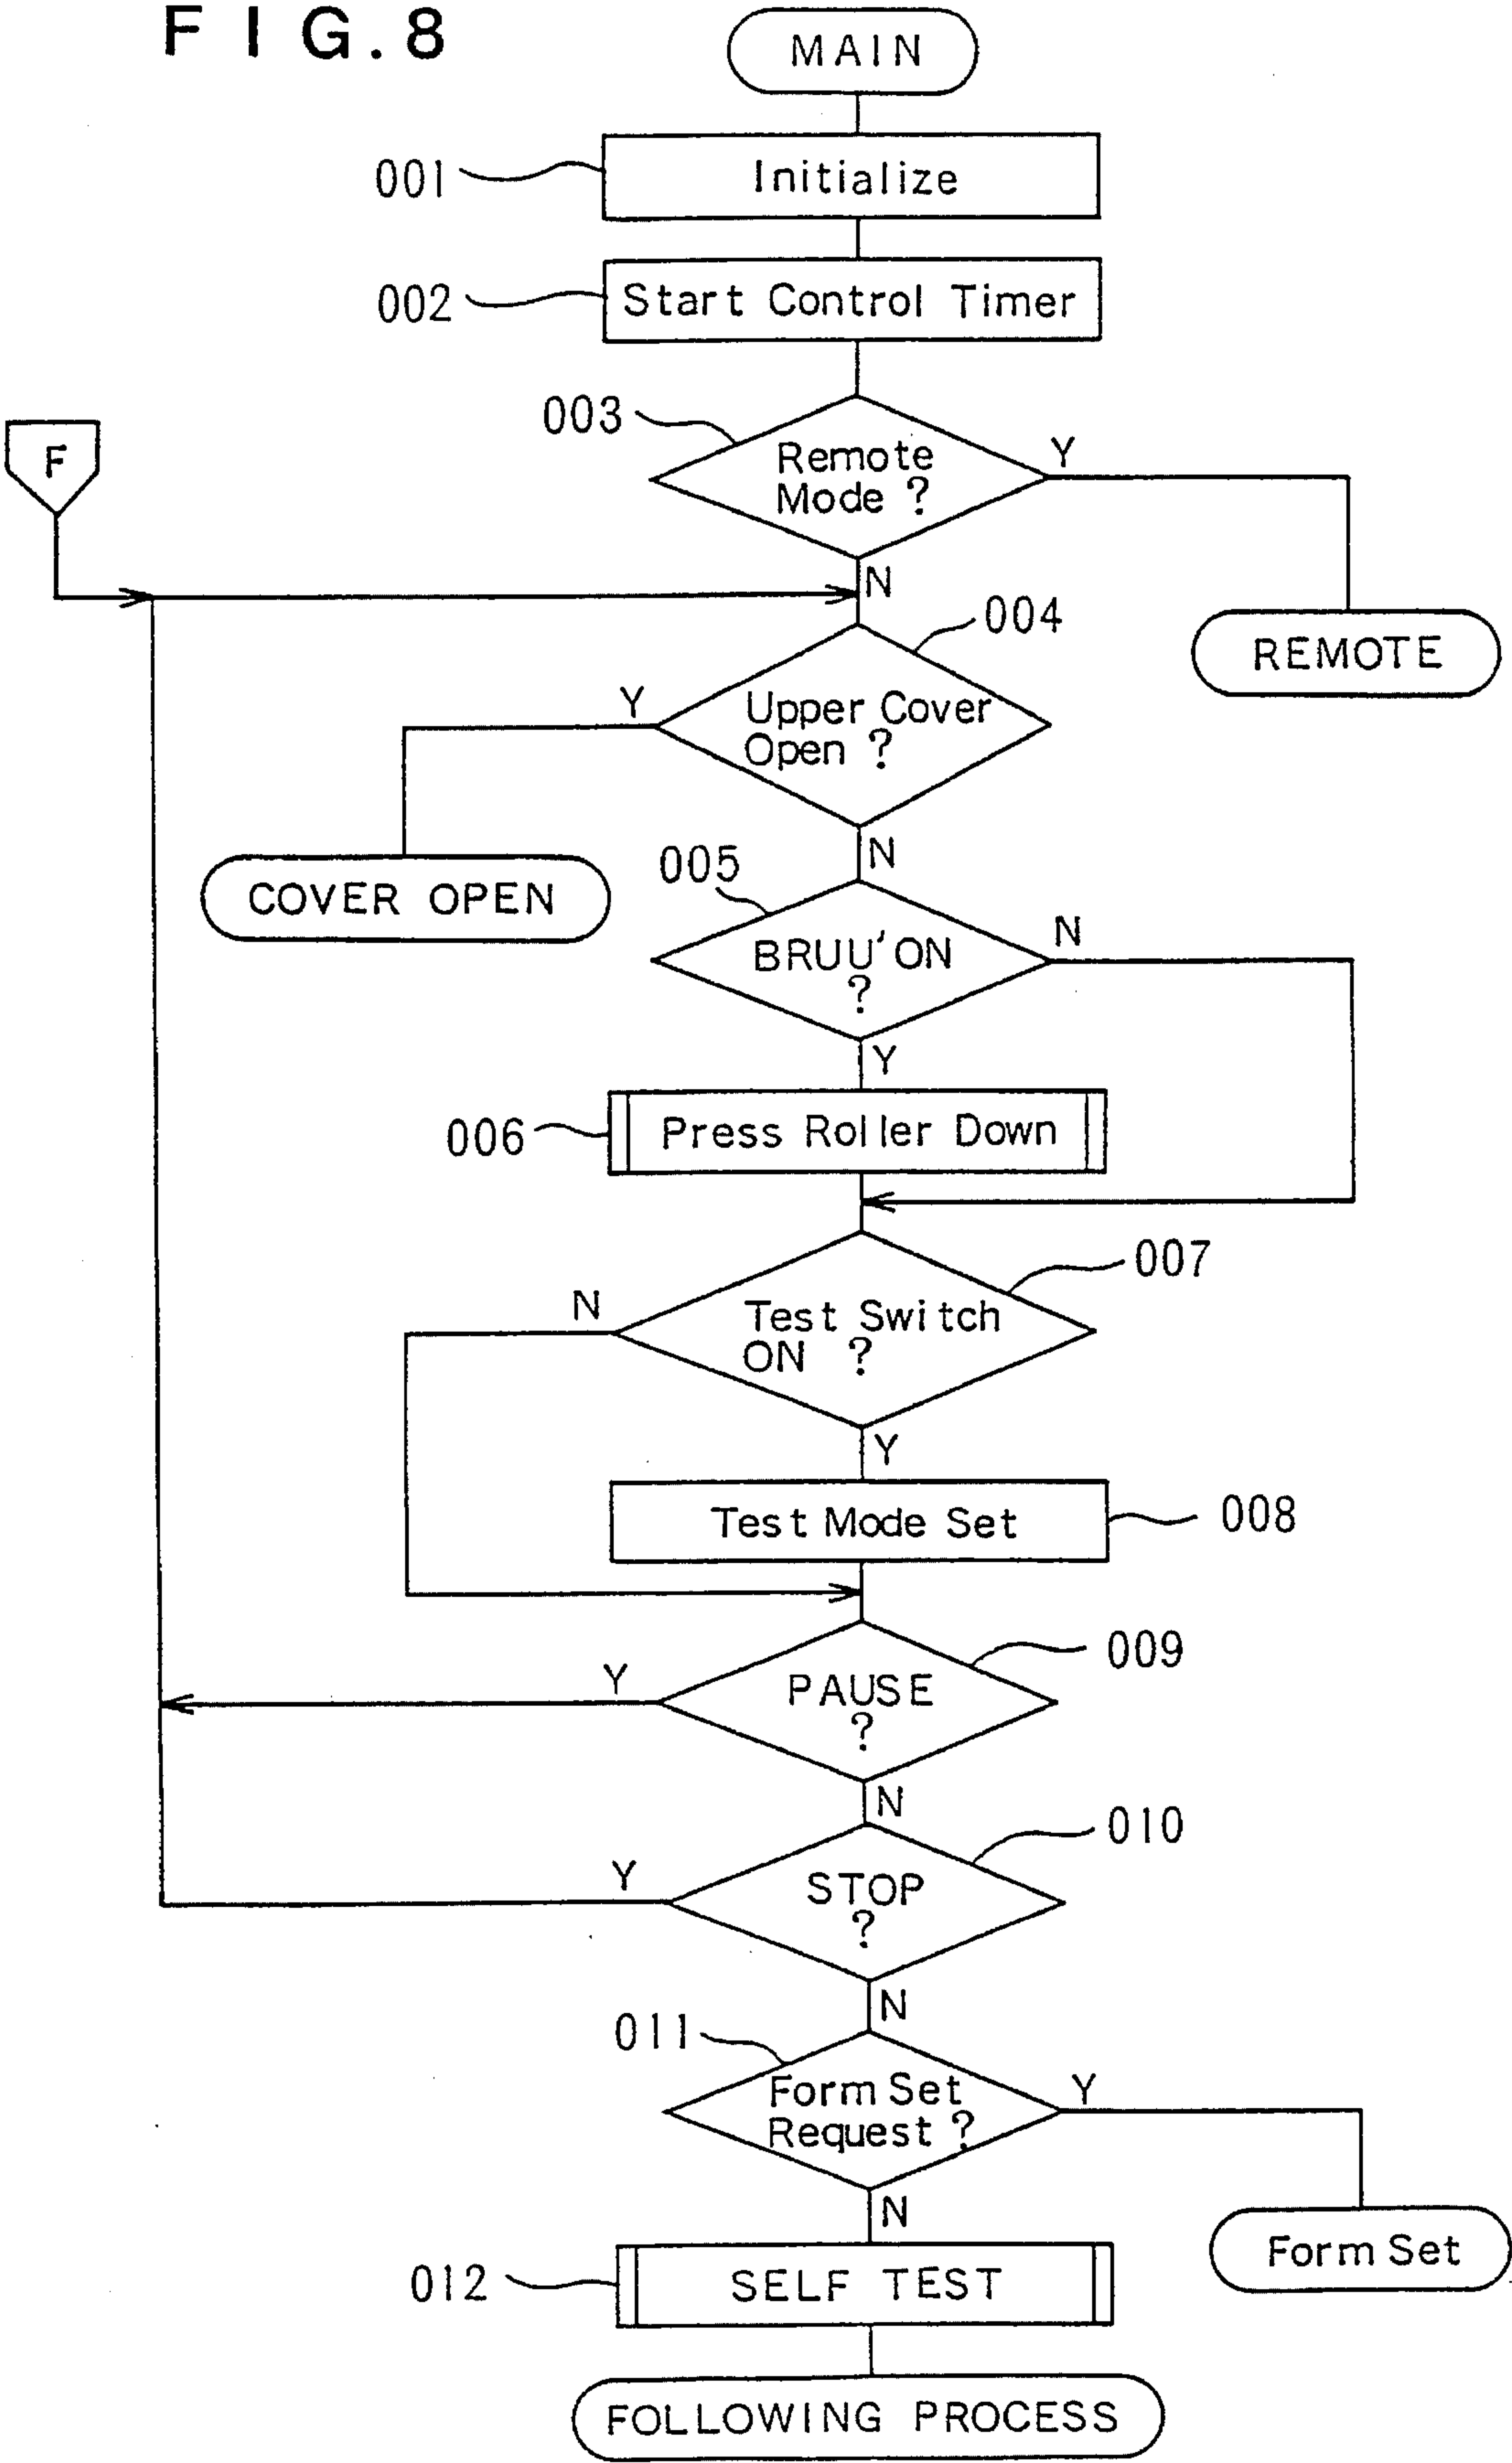 FIG.8
MAIN
001
Initialize
002
Start Control Timer
003
Remote
Mode ?
Y
F
N
004
REMOTE
Y
Upper Cover
Open ?
N
COVER OPEN
005
BRUU'ON
?
N
Y
006
Press Roller Down
007
N
Test Switch
ON ?
Y
Test Mode Set
008
009
Y
PAUSE
?
N
010
Y
STOP
?
N
011
Form Set
Request ?
Y
N
Form Set
012
SELF TEST
FOLLOWING PROCESS